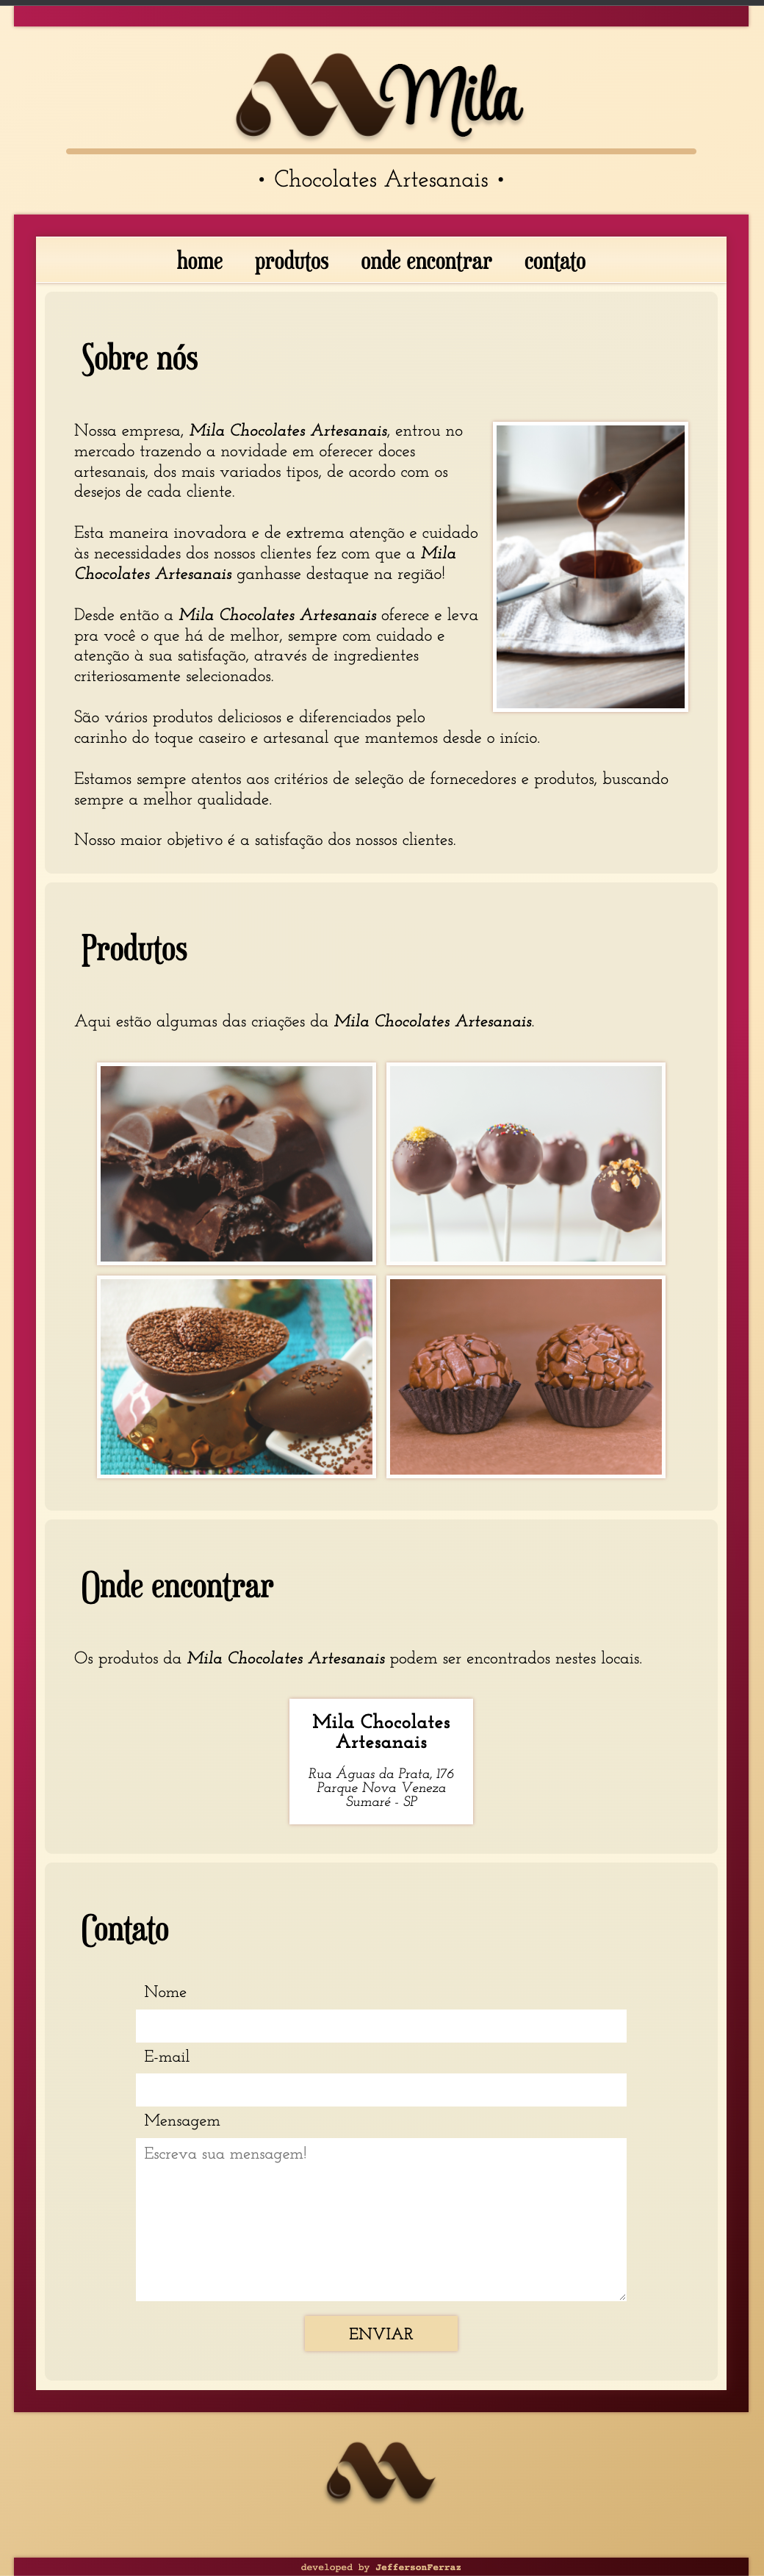 Mila
• Chocolates Artesanais •
home produtos onde encontrar contato
Sobre nós
Nossa empresa, Mila Chocolates Artesanais, entrou no
mercado trazendo a novidade em oferecer doces
artesanais, dos mais variados tipos, de acordo com os
desejos de cada cliente.
Esta maneira inovadora e de extrema atenção e cuidado
às necessidades dos nossos clientes fez com que a Mila
Chocolates Artesanais ganhasse destaque na região!
Desde então a Mila Chocolates Artesanais oferece e leva
pra você o que há de melhor, sempre com cuidado e
atenção à sua satisfação, através de ingredientes
criteriosamente selecionados.
São vários produtos deliciosos e diferenciados pelo
carinho do toque caseiro e artesanal que mantemos desde o início.
Estamos sempre atentos aos critérios de seleção de fornecedores e produtos, buscando
sempre a melhor qualidade.
Nosso maior objetivo é a satisfação dos nossos clientes.
Produtos
Aqui estão algumas das criações da Mila Chocolates Artesanais.
Onde encontrar
Os produtos da Mila Chocolates Artesanais podem ser encontrados nestes locais.
Mila Chocolates
Artesanais
Rua Águas da Prata, 176
Parque Nova Veneza
Sumaré - SP
Contato
Nome
E-mail
Mensagem
Escreva sua mensagem!
ENVIAR
developed by JeffersonFerraz